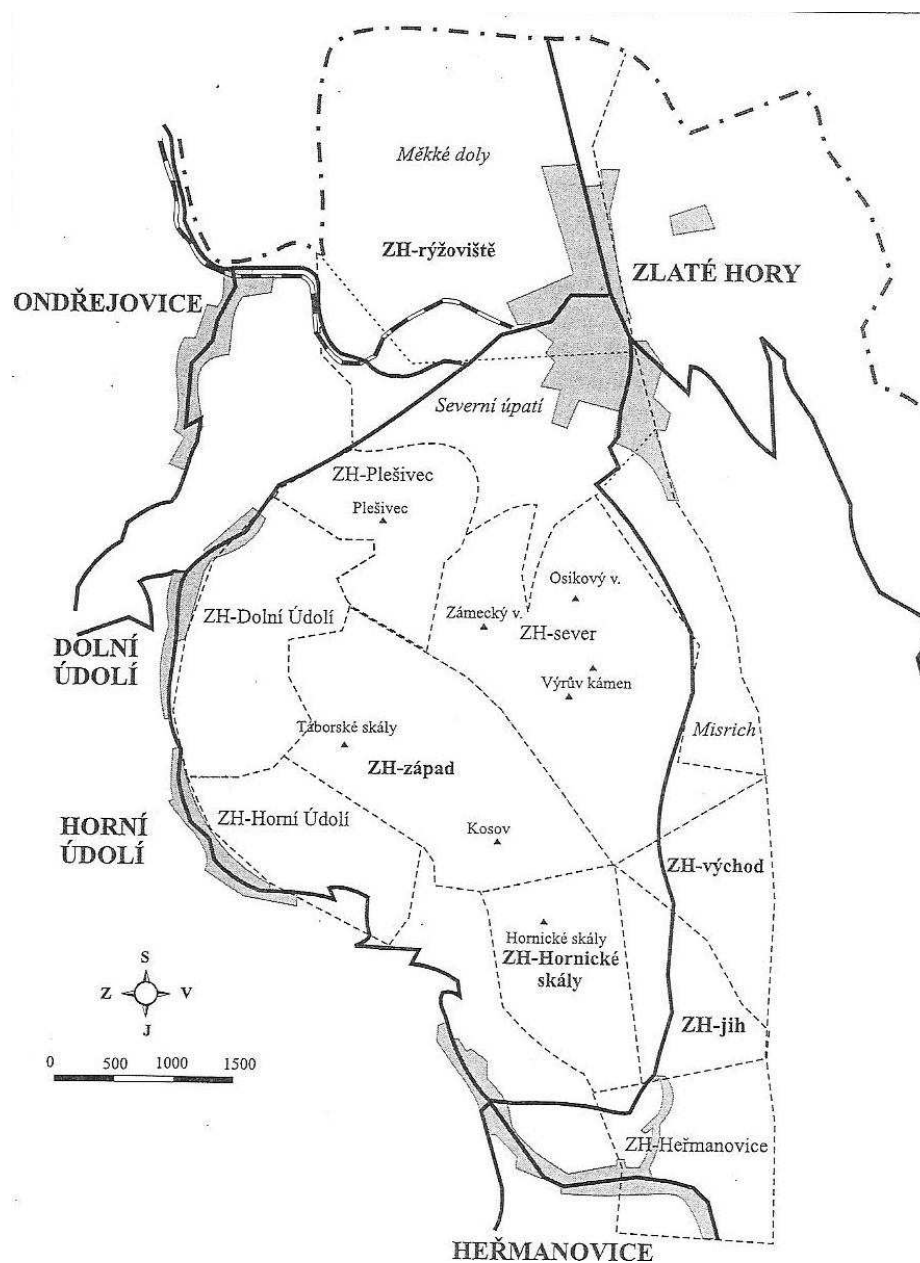 Měkké doly
ZH-rýžoviště
ZLATÉ HORY
ONDŘEJOVICE
Severní úpatí
ZH-Plešivec
Plešivec
Osikový v.
ZH-Dolní Údolí
Zámecký v.
ZH-sever
DOLNÍ
ÚDOLÍ
Výrův kámen
Táborské skály
Misrich
ZH-západ
HORNÍ
ÚDOLÍ
ZH-Horní Údolí
Kosov
ZH-východ
Hornické skály
ZH-Hornické
skály
S
Z V
J
ZH-jih
0 500 1000 1500
ZH-Heřmanovice
HEŘMANOVICE